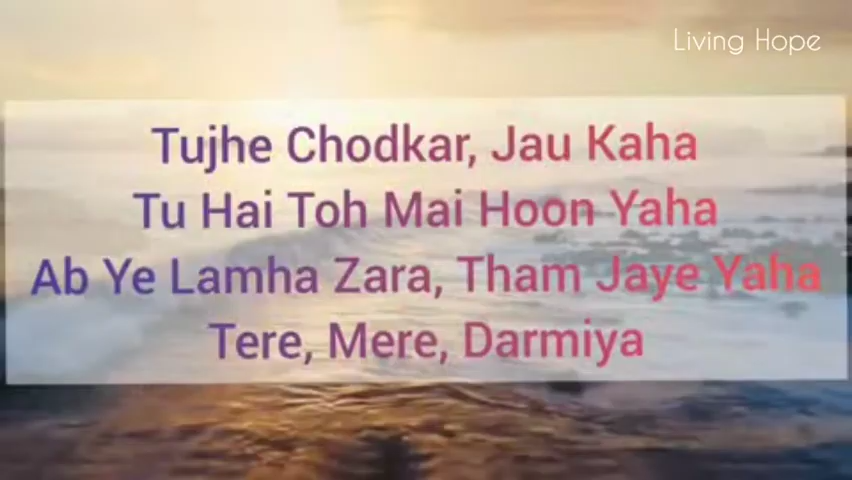 Living Hope
Tujhe Chodkar, Jau Kaha
Tu Hai Toh Mai Hoon Yaha
Ab Ye Lamha Zara, Tham Jaye Yaha
Tere, Mere, Darmiya